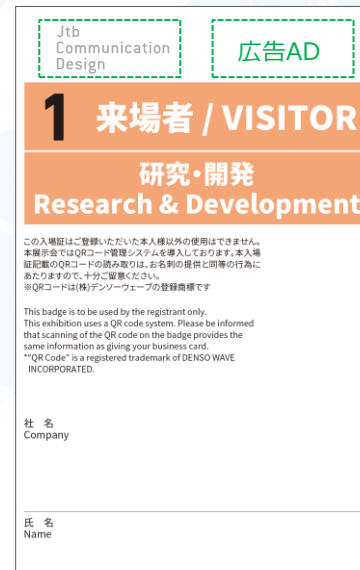 Jtb
Communication
Design
広告AD
1 来場者 / VISITOR
研究・開発
Research & Development
この入場証はご登録いただいた本人様以外の使用はできません。
本展示会ではQRコード管理システムを導入しております。本入場
証記載のQRコードの読み取りは、お名刺の提供と同等の行為に
あたりますので、十分ご留意ください。
※QRコードは(株)デンソーウェーブの登録商標です
This badge is to be used by the registrant only.
This exhibition uses a QR code system. Please be informed
that scanning of the QR code on the badge provides the
same information as giving your business card.
*"QR Code" is a registered trademark of DENSO WAVE
INCORPORATED.
社 名
Company
氏 名
Name